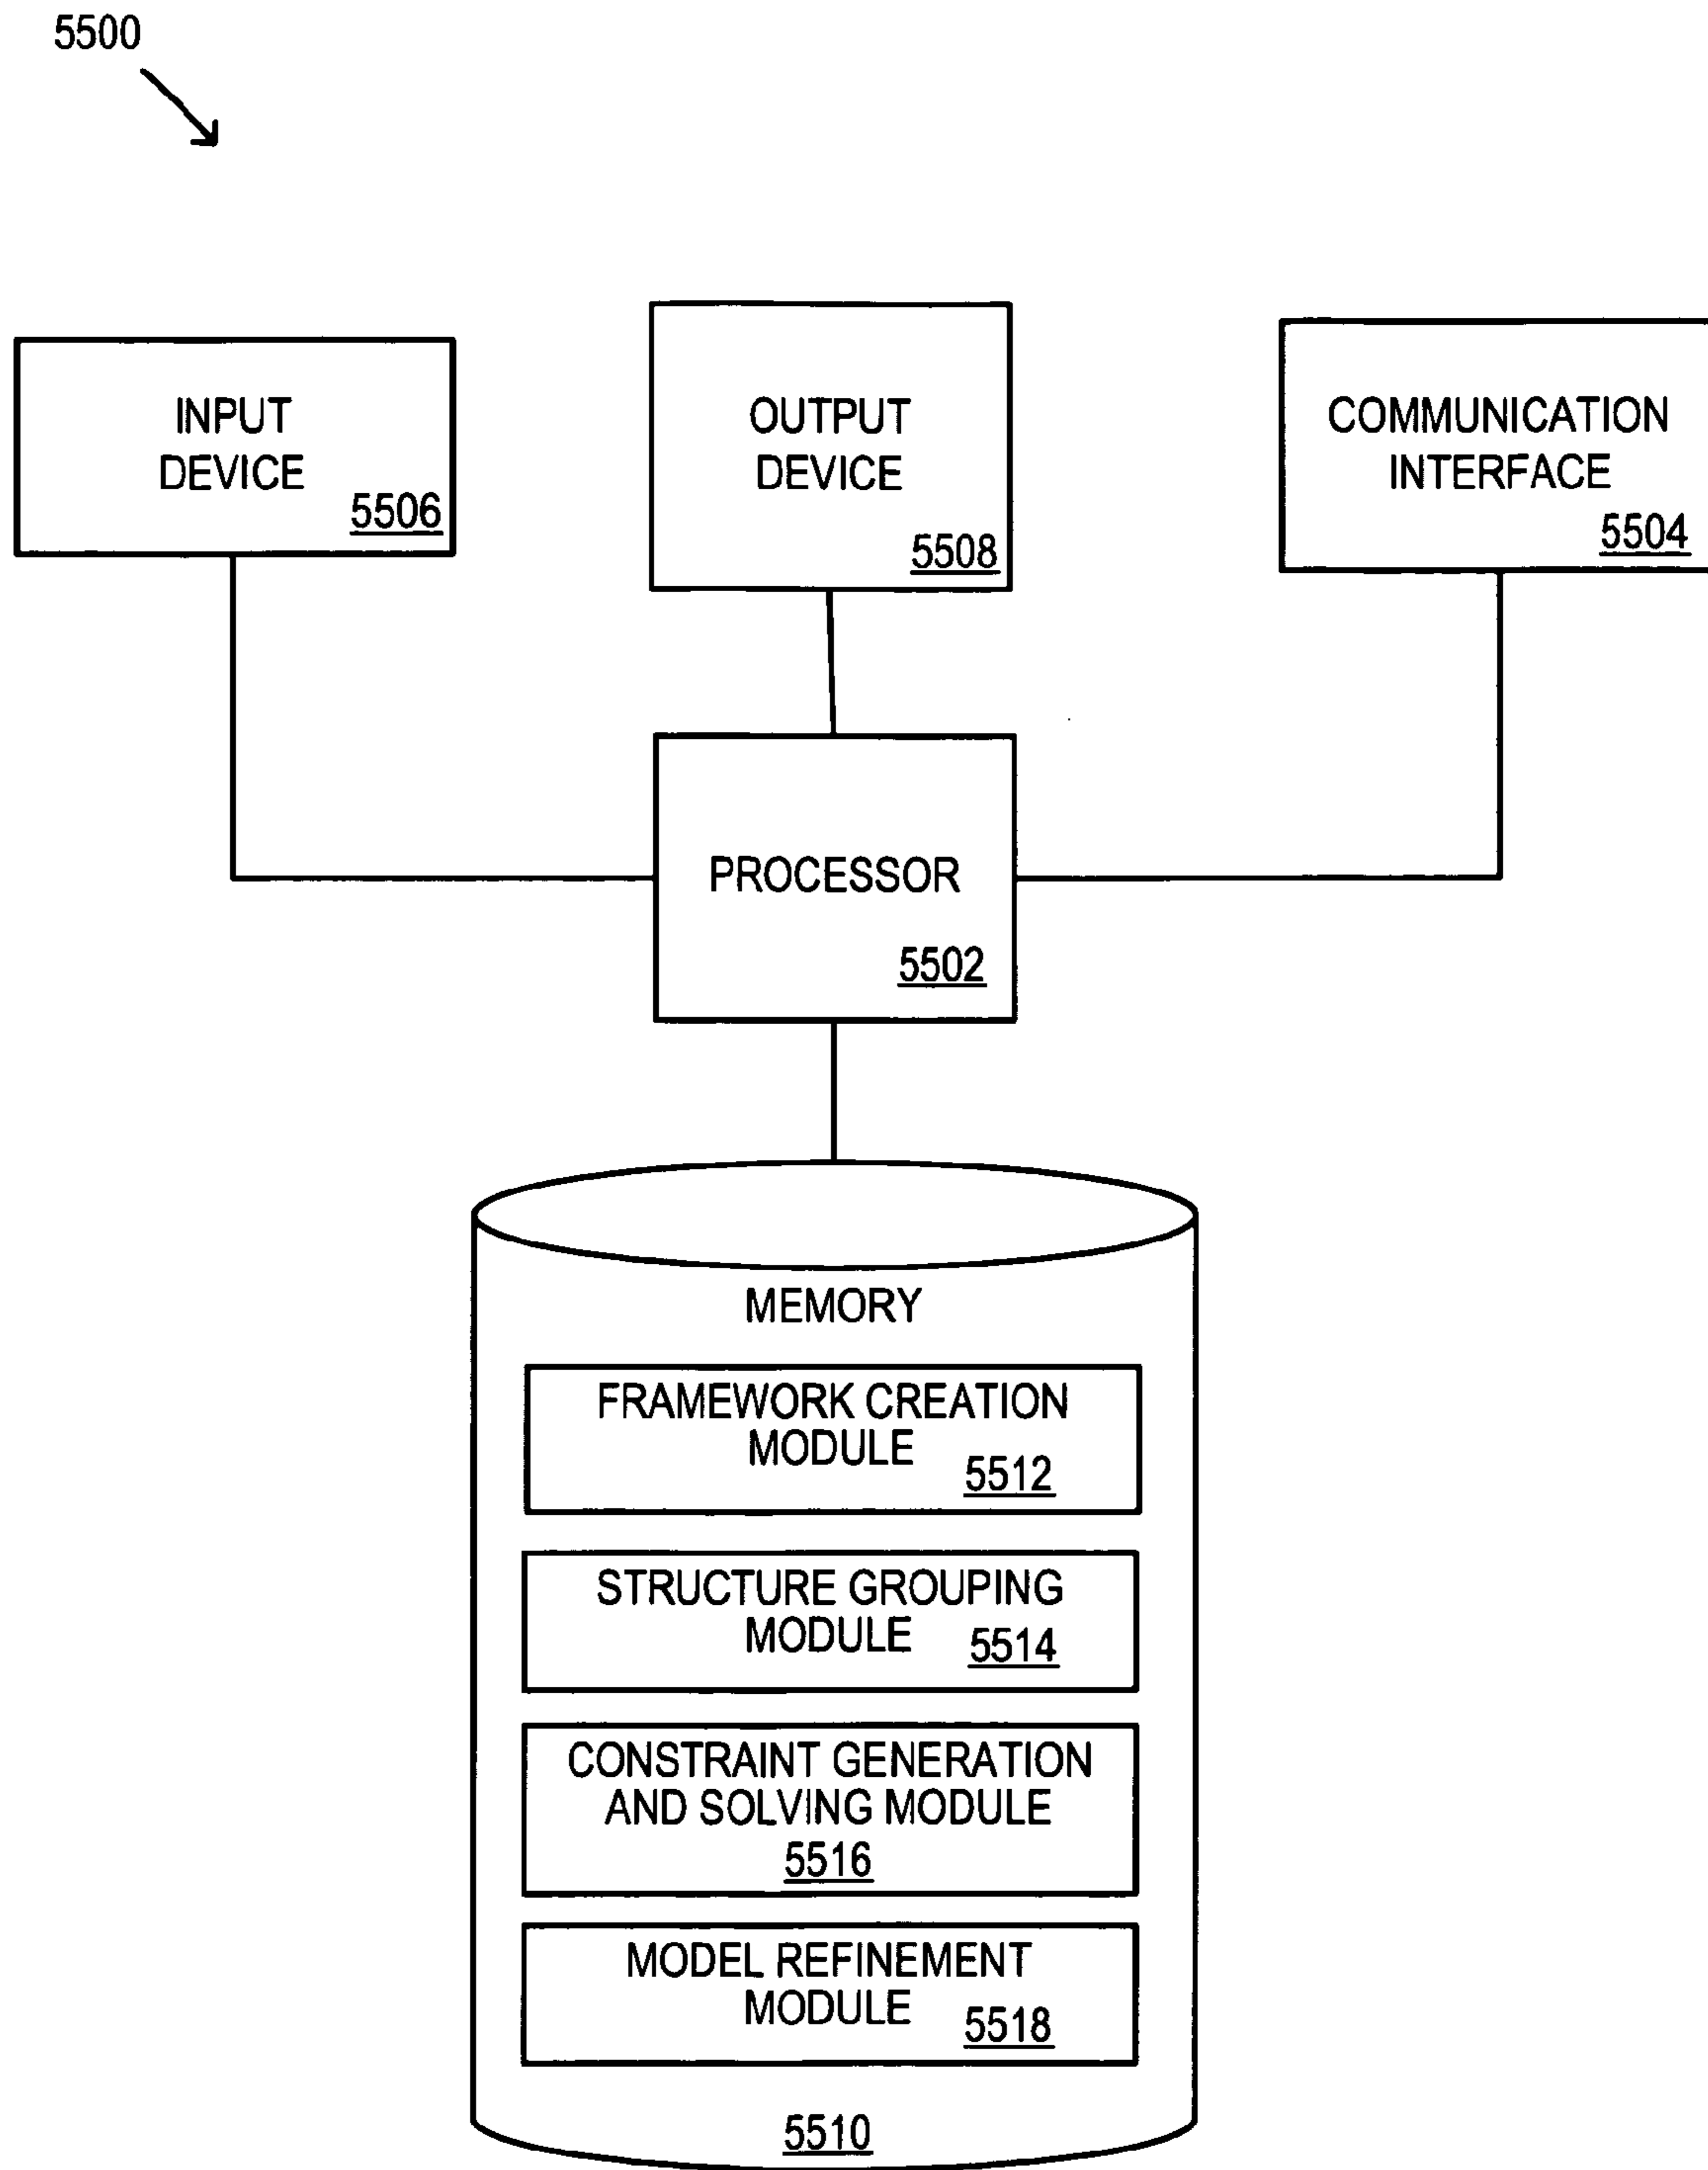 5500
INPUT
DEVICE
5506
OUTPUT
DEVICE
5508
COMMUNICATION
INTERFACE
5504
PROCESSOR
5502
MEMORY
FRAMEWORK CREATION
MODULE
5512
STRUCTURE GROUPING
MODULE
5514
CONSTRAINT GENERATION
AND SOLVING MODULE
5516
MODEL REFINEMENT
MODULE
5518
5510